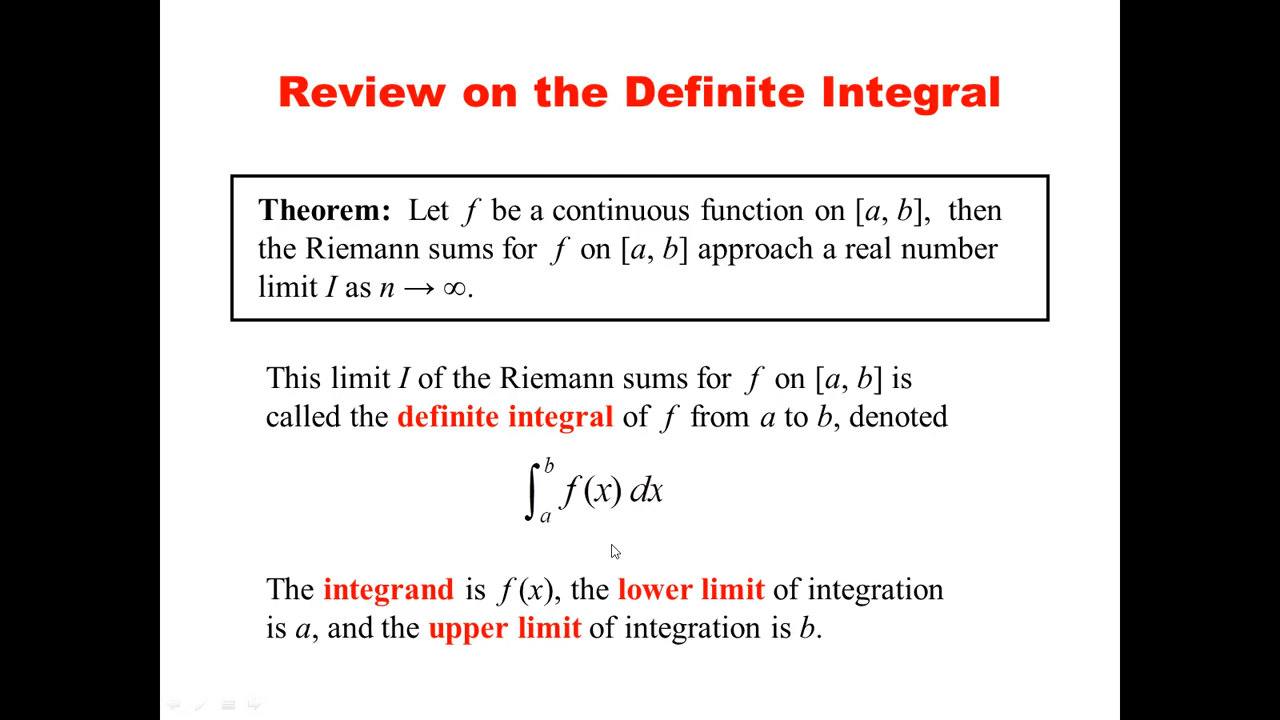 Review on the Definite Integral
Theorem: Let f be a continuous function on [a, b], then
the Riemann sums for f on [a, b] approach a real number
limit I as n → ∞.
This limit I of the Riemann sums for f on [a, b] is
called the definite integral of f from a to b, denoted
∫_a^b f(x) dx
The integrand is f(x), the lower limit of integration
is a, and the upper limit of integration is b.